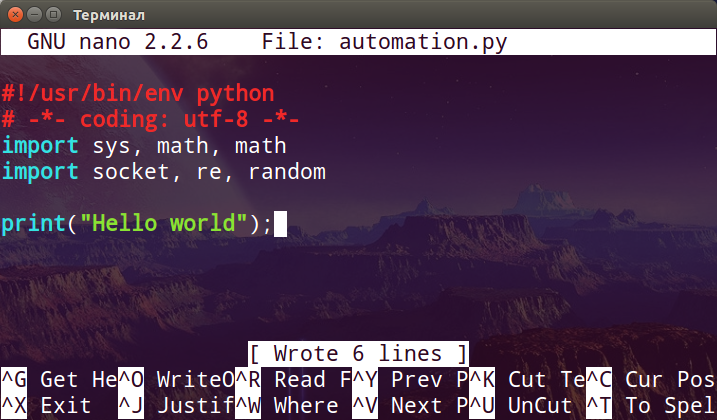 Терминал
GNU nano 2.2.6 File: automation.py
#!/usr/bin/env python
# -*- coding: utf-8 -*-
import sys, math, math
import socket, re, random
print("Hello world");
[ Wrote 6 lines ]
^G Get He^O WriteO^R Read F^Y Prev P^K Cut Te^C Cur Pos
^X Exit ^J Justif^W Where ^V Next P^U UnCut ^T To Spel